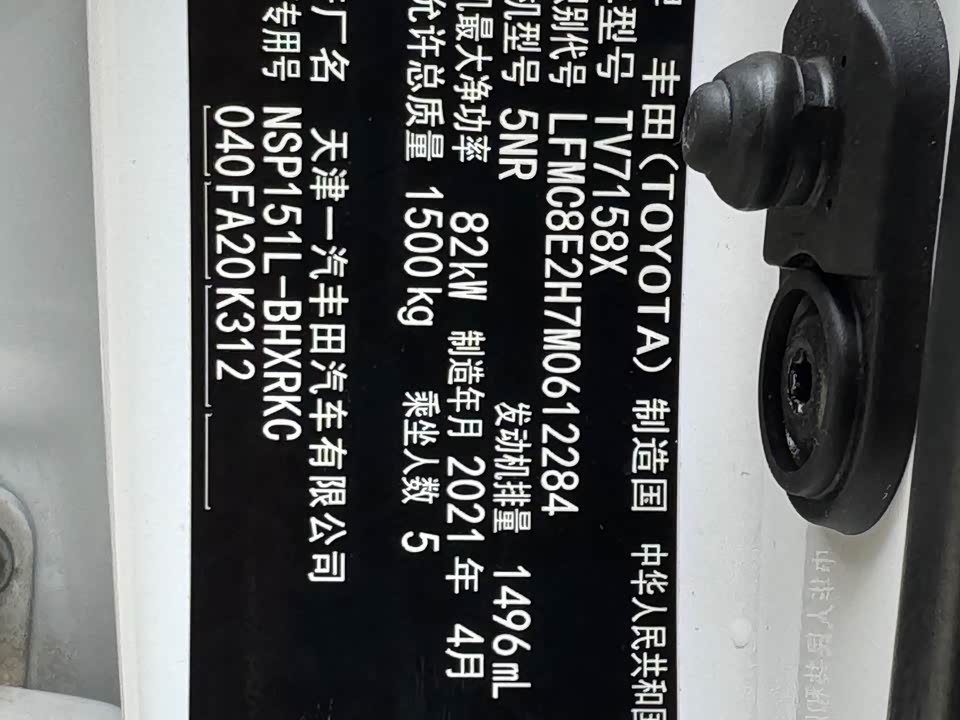 丰田(TOYOTA) 制造国 中华人民共和国
型号 TV7158X
别代号 LFMC8E2H7M0612284
机型号 5NR 发动机排量 1496mL
机最大净功率 82kW 制造年月 2021年 4月
允许总质量 1500kg 乘坐人数 5
厂名 天津一汽丰田汽车有限公司
专用号 NSP151L-BHXRKC
040FA20K312